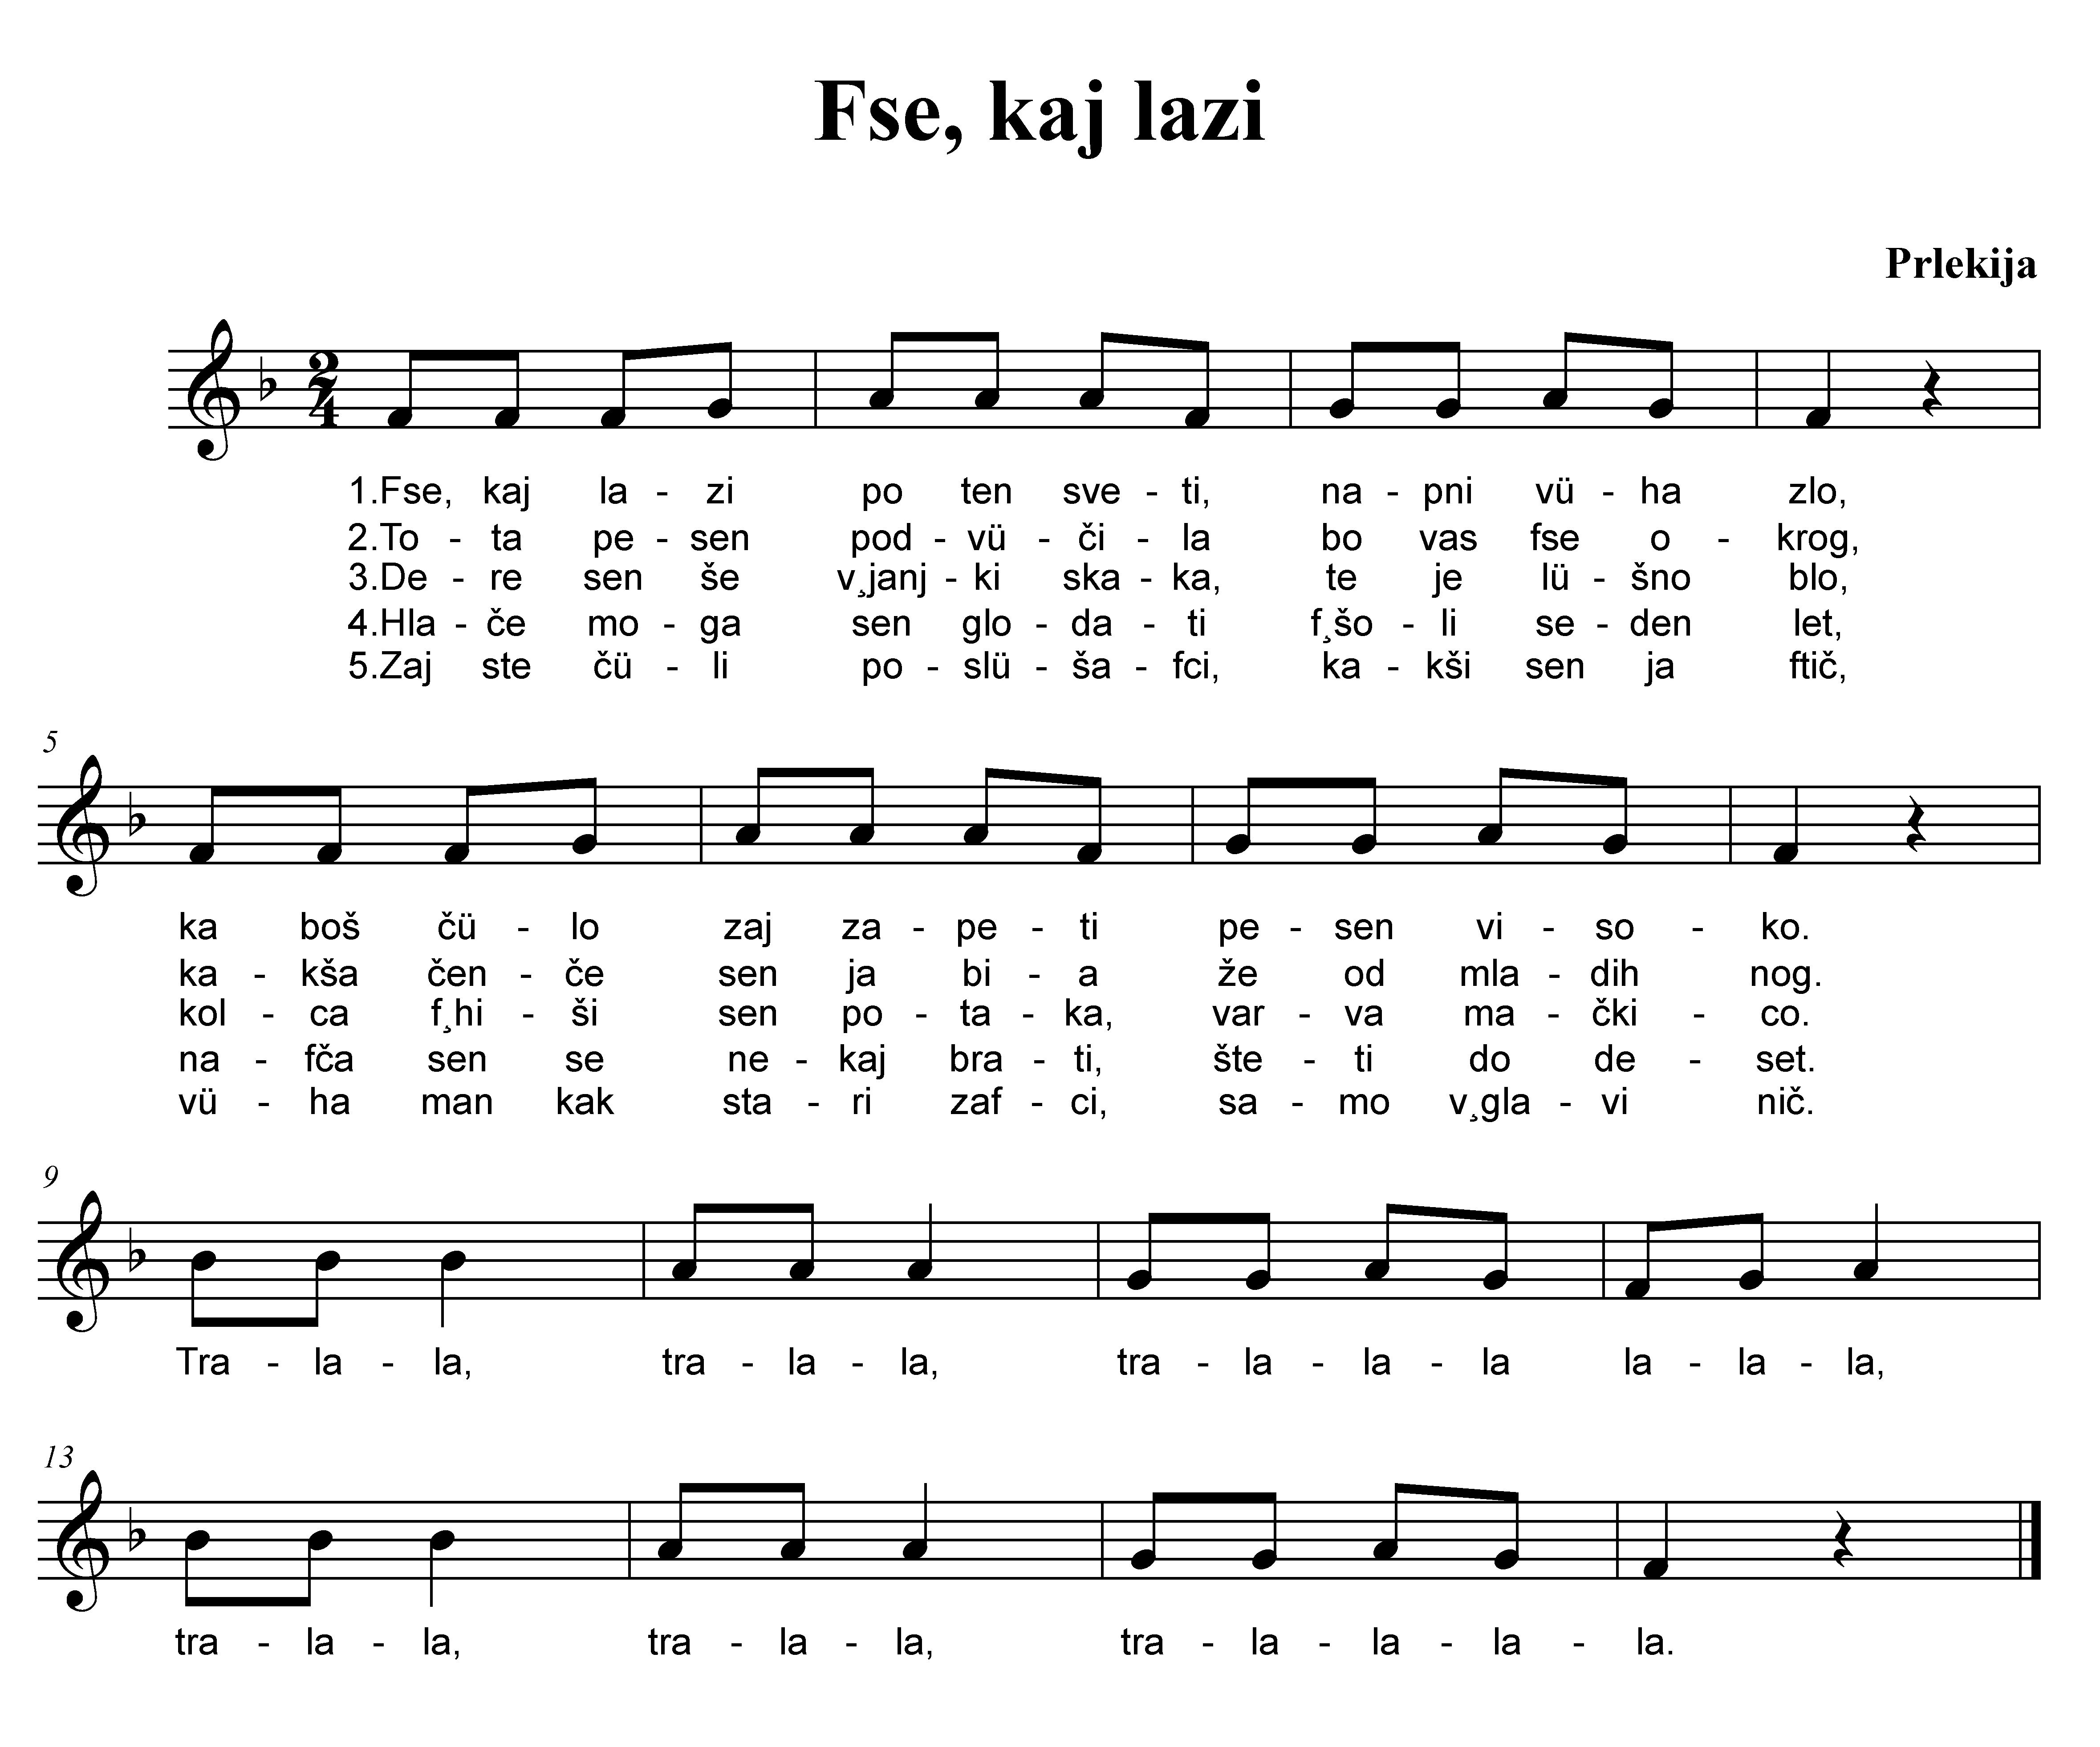 Fse, kaj lazi
Prlekija
1.Fse, kaj la - zi po ten sve - ti, na - pni vü - ha zlo,
2.To - ta pe - sen pod - vü - či - la bo vas fse o - krog,
3.De - re sen še v¸janj - ki ska - ka, te je lü - šno blo,
4.Hla - če mo - ga sen glo - da - ti f¸šo - li se - den let,
5.Zaj ste čü - li po - slü - ša - fci, ka - kši sen ja ftič,
5
ka boš čü - lo zaj za - pe - ti pe - sen vi - so - ko.
ka - kša čen - če sen ja bi - a že od mla - dih nog.
kol - ca f¸hi - ši sen po - ta - ka, var - va ma - čki - co.
na - fča sen se ne - kaj bra - ti, šte - ti do de - set.
vü - ha man kak sta - ri zaf - ci, sa - mo v¸gla - vi nič.
9
Tra - la - la, tra - la - la, tra - la - la - la la - la - la,
13
tra - la - la, tra - la - la, tra - la - la - la - la.